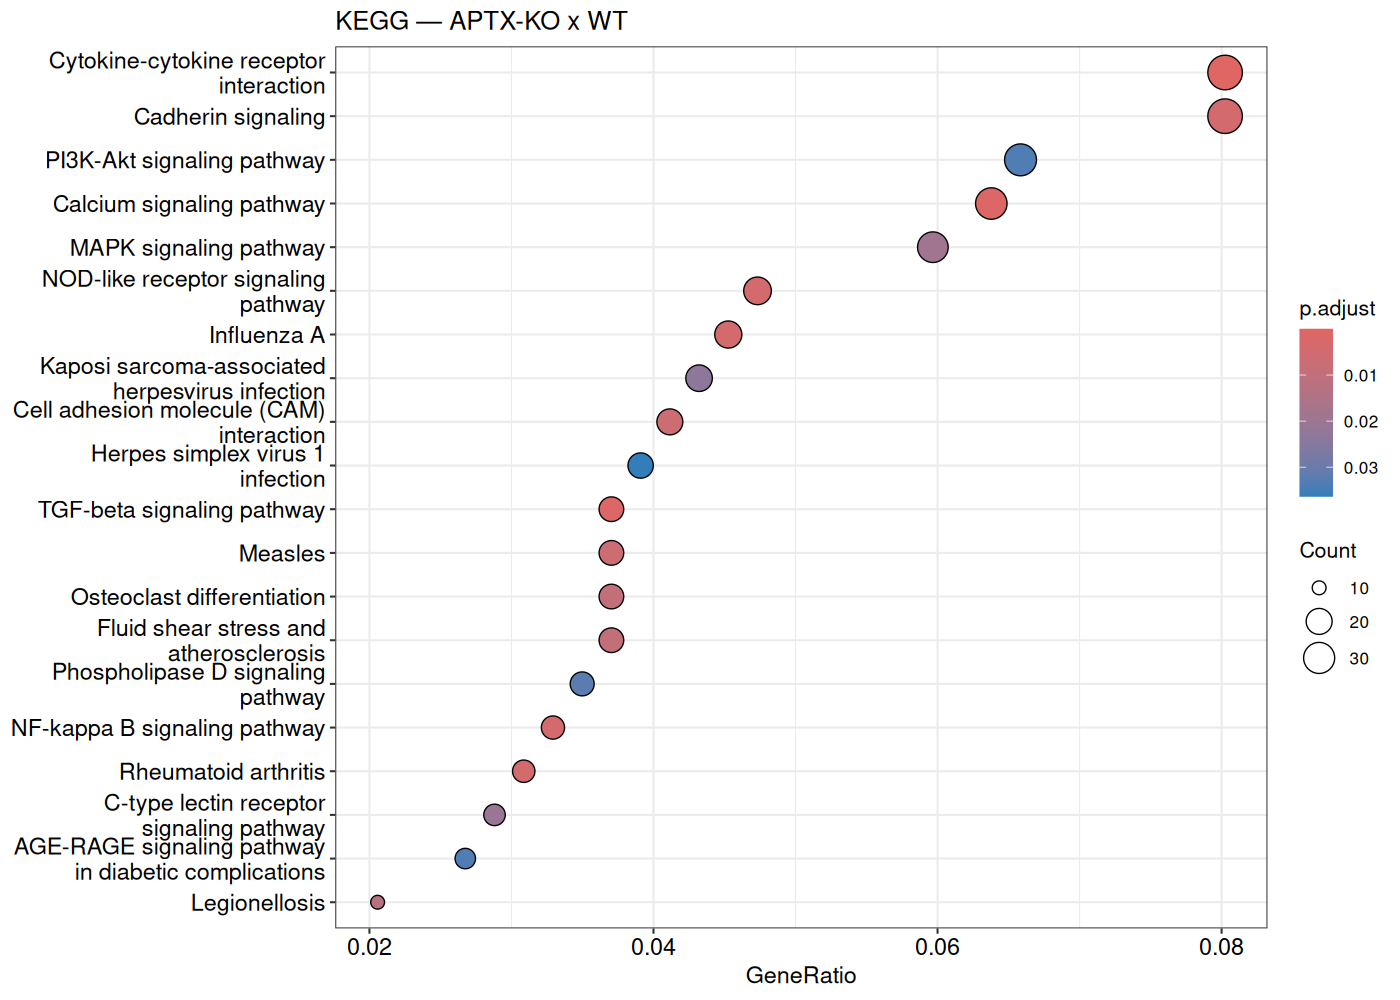 KEGG — APTX-KO x WT
Cytokine-cytokine receptor
interaction
Cadherin signaling
PI3K-Akt signaling pathway
Calcium signaling pathway
MAPK signaling pathway
NOD-like receptor signaling
pathway
Influenza A
Kaposi sarcoma-associated
herpesvirus infection
Cell adhesion molecule (CAM)
interaction
Herpes simplex virus 1
infection
TGF-beta signaling pathway
Measles
Osteoclast differentiation
Fluid shear stress and
atherosclerosis
Phospholipase D signaling
pathway
NF-kappa B signaling pathway
Rheumatoid arthritis
C-type lectin receptor
signaling pathway
AGE-RAGE signaling pathway
in diabetic complications
Legionellosis
0.02 0.04 0.06 0.08
GeneRatio
p.adjust
0.01
0.02
0.03
Count
10
20
30